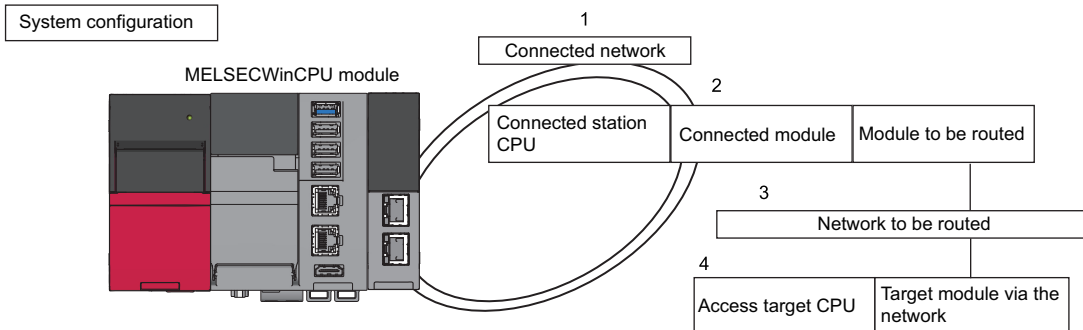 System configuration
1
Connected network
MELSECWinCPU module
2
Connected station
CPU
Connected module
Module to be routed
3
Network to be routed
4
Access target CPU
Target module via the
network